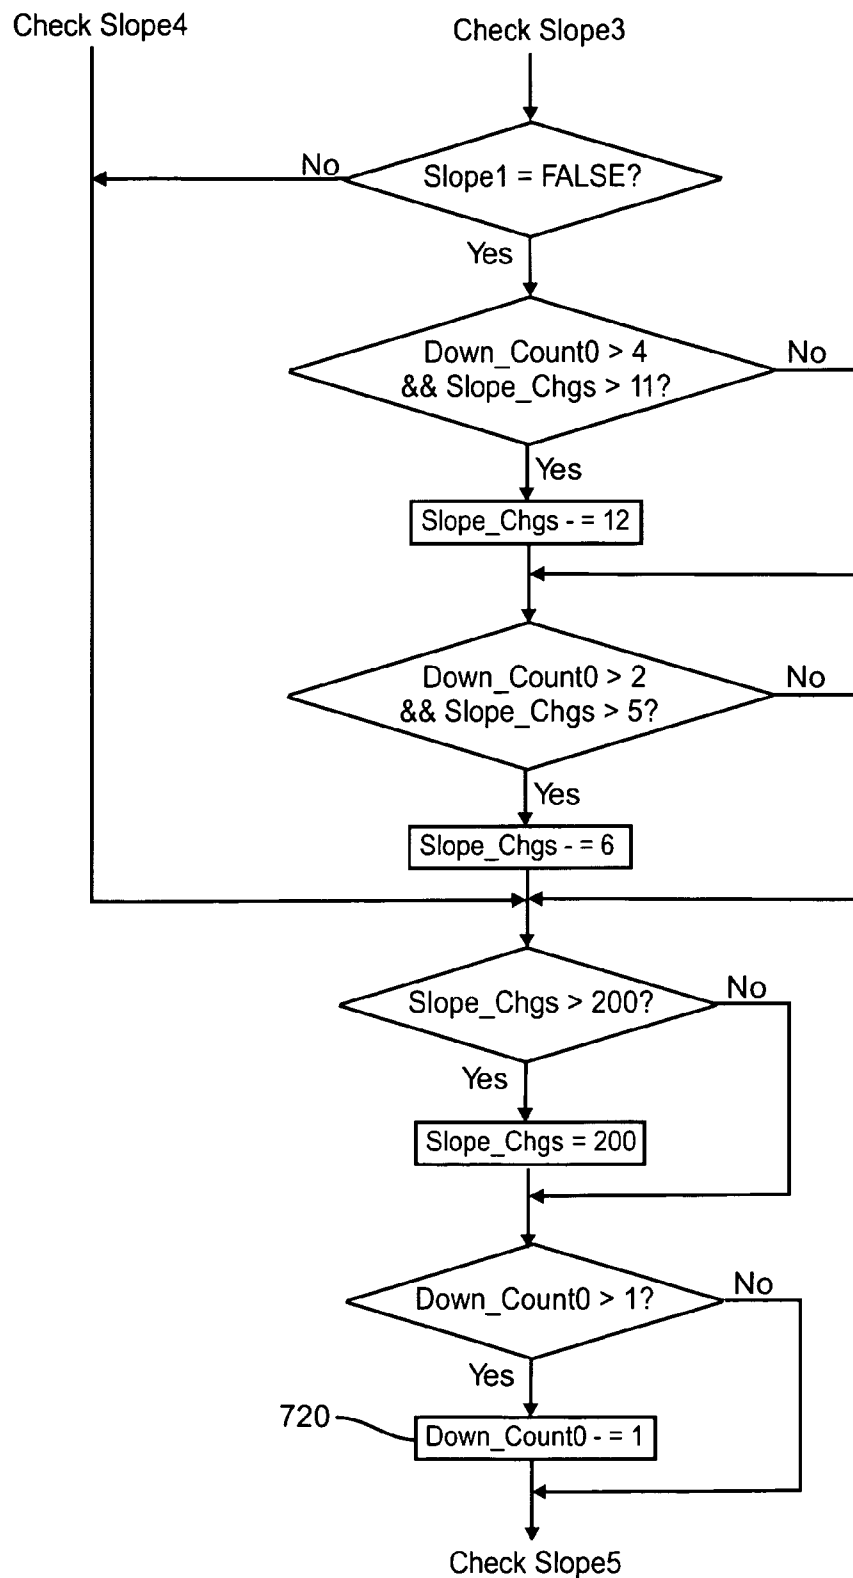 Check Slope4
Check Slope3
No
Slope1 = FALSE?
Yes
Down_Count0 > 4
&& Slope_Chgs > 11?
No
Yes
Slope_Chgs - = 12
Down_Count0 > 2
&& Slope_Chgs > 5?
No
Yes
Slope_Chgs - = 6
Slope_Chgs > 200?
No
Yes
Slope_Chgs = 200
Down_Count0 > 1?
No
Yes
720
Down_Count0 - = 1
Check Slope5